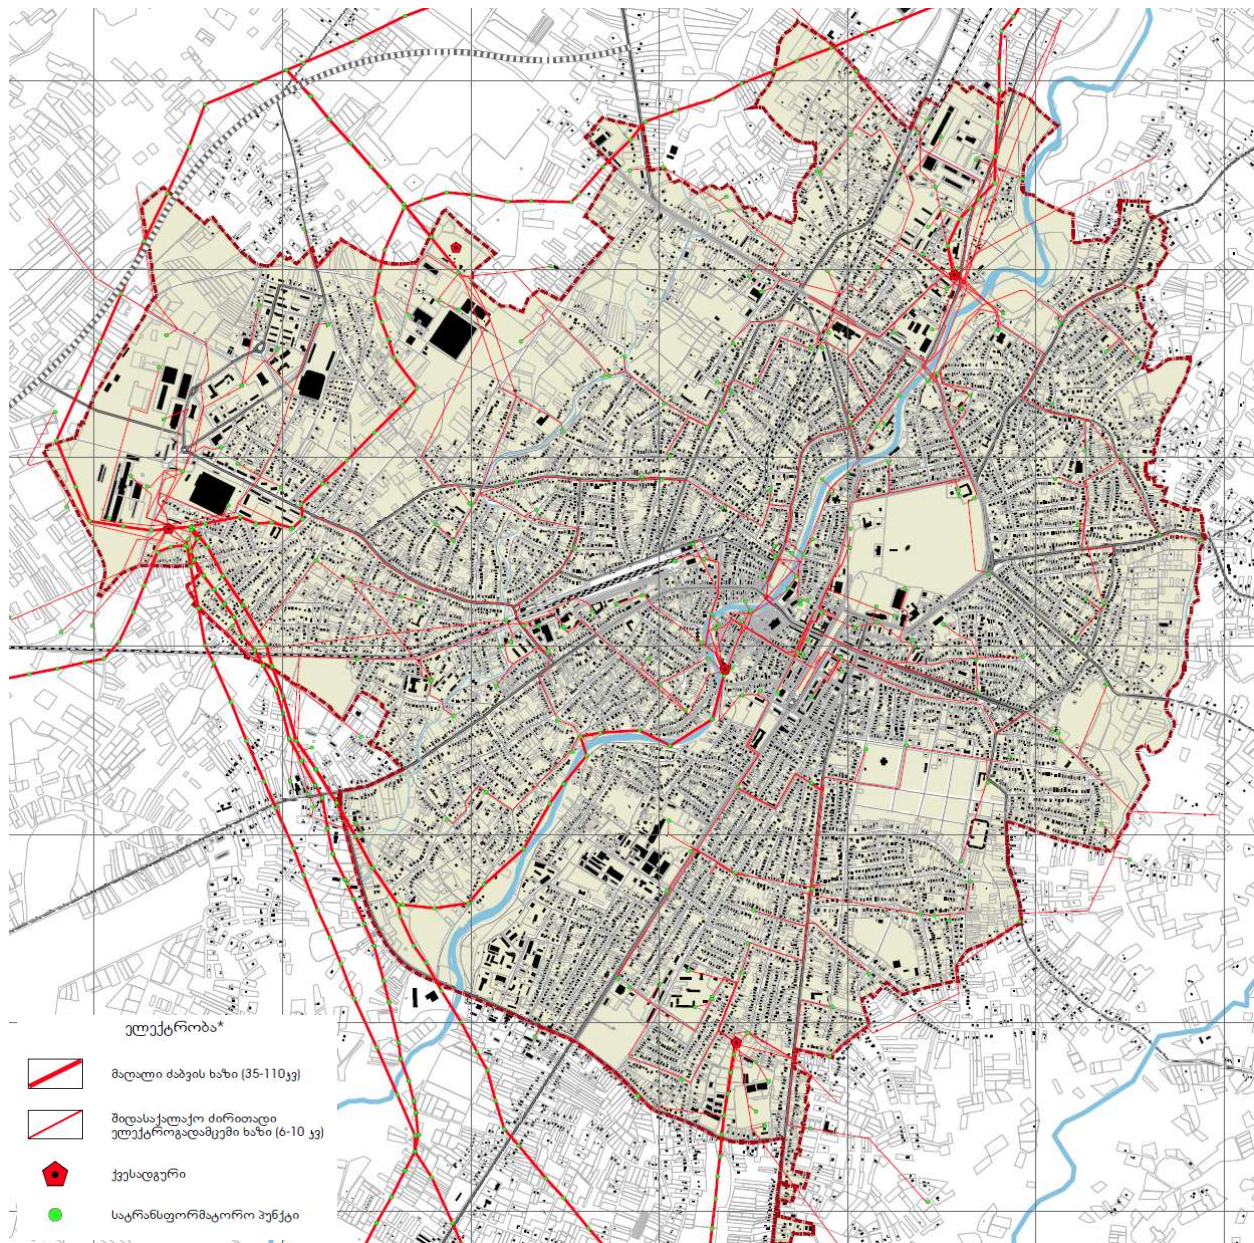 ელექტრობა*
მაღალი ძაბვის ხაზი (35-110კვ)
შიდასაქალაქო ძირითადი
ელექტროგადამცემი ხაზი (6-10 კვ)
ქვესადგური
სატრანსფორმატორო პუნქტი